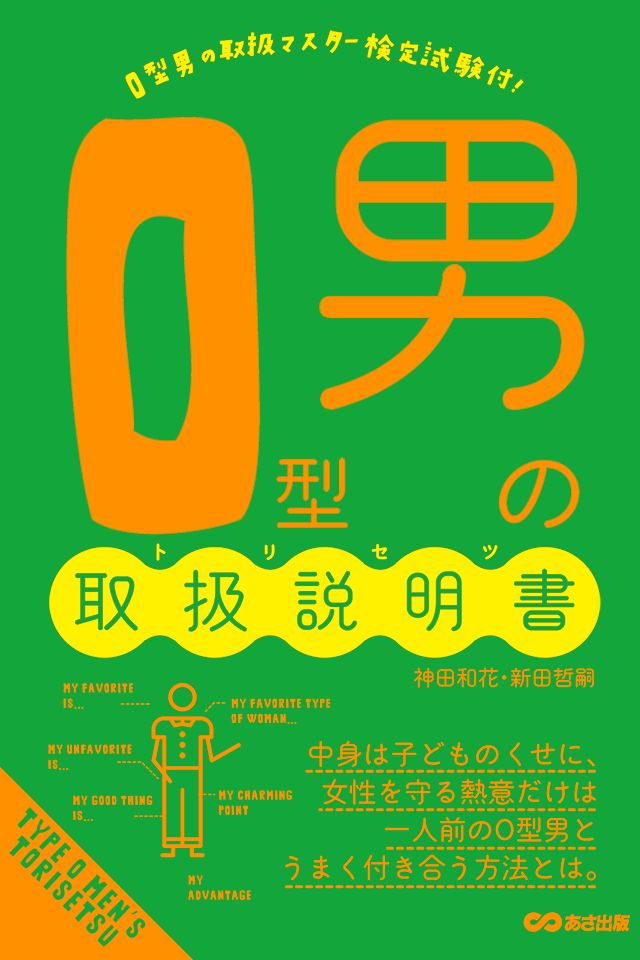 O型男の取扱マスター検定試験付!
O型男の
トリセツ
取扱説明書
神田和花・新田哲嗣
MY FAVORITE
IS...
MY FAVORITE TYPE
OF WOMAN...
MY UNFAVORITE
IS...
MY GOOD THING
IS...
MY CHARMING
POINT
MY
ADVANTAGE
中身は子どものくせに、
女性を守る熱意だけは
一人前のO型男と
うまく付き合う方法とは。
TYPE O MEN'S
TORISETSU
あさ出版